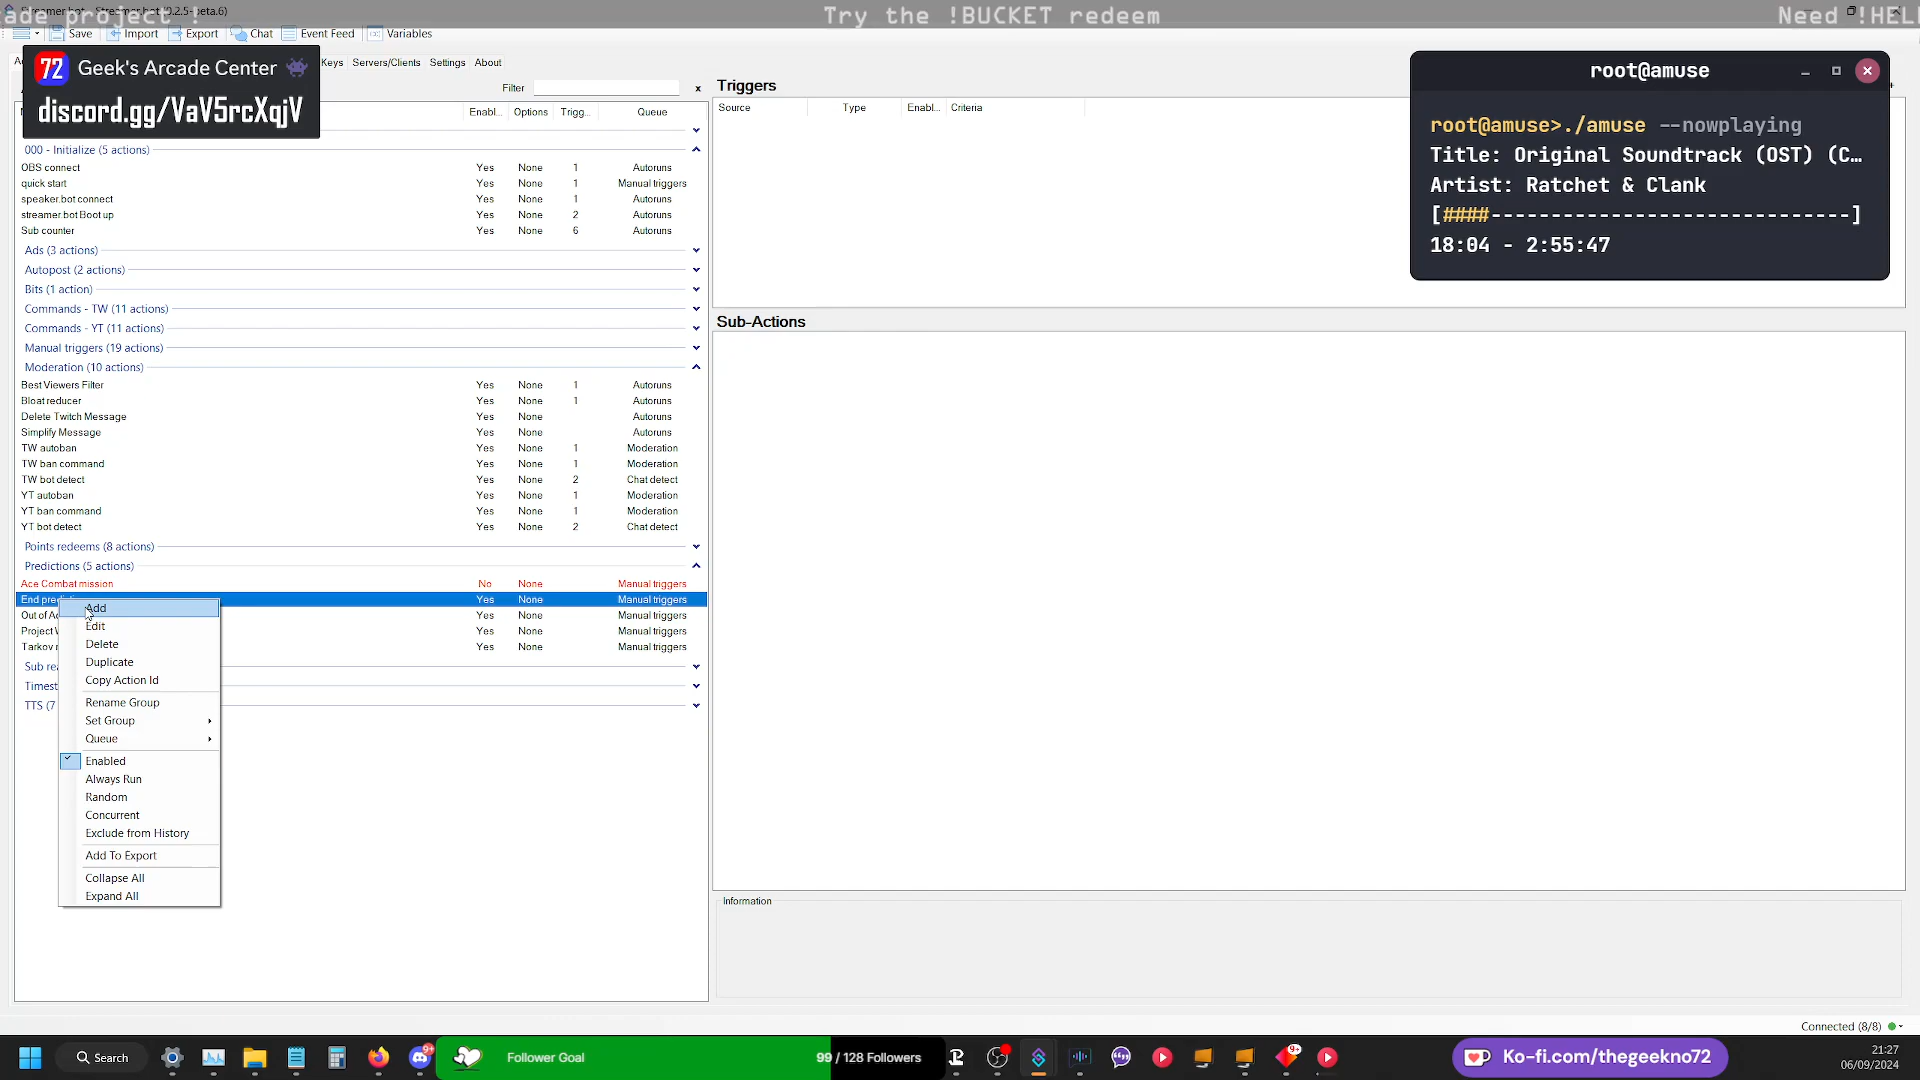 ade project !
Try the !BUCKET redeem
Need !HEL
Save
Import
Export
Chat
Event Feed
Variables
72 Geek's Arcade Center
discord.gg/VaV5rcXqjV
Keys
Servers/Clients
Settings
About
Filter
x
Enabl...
Options
Trigg...
Queue
000 - Initialize (5 actions)
OBS connect Yes None 1 Autoruns
quick start Yes None 1 Manual triggers
speaker.bot connect Yes None 1 Autoruns
streamer.bot Boot up Yes None 2 Autoruns
Sub counter Yes None 6 Autoruns
Ads (3 actions)
Autopost (2 actions)
Bits (1 action)
Commands - TW (11 actions)
Commands - YT (11 actions)
Manual triggers (19 actions)
Moderation (10 actions)
Best Viewers Filter Yes None 1 Autoruns
Bloat reducer Yes None 1 Autoruns
Delete Twitch Message Yes None Autoruns
Simplify Message Yes None Autoruns
TW autoban Yes None 1 Moderation
TW ban command Yes None 1 Moderation
TW bot detect Yes None 2 Chat detect
YT autoban Yes None 1 Moderation
YT ban command Yes None 1 Moderation
YT bot detect Yes None 2 Chat detect
Points redeems (8 actions)
Predictions (5 actions)
Ace Combat mission No None Manual triggers
End Yes None Manual triggers
Out of Yes None Manual triggers
Project Yes None Manual triggers
Tarkov Yes None Manual triggers
Sub
Timest
TTS (7
Add
Edit
Delete
Duplicate
Copy Action Id
Rename Group
Set Group
Queue
Enabled
Always Run
Random
Concurrent
Exclude from History
Add To Export
Collapse All
Expand All
Triggers
Source
Type
Enabl...
Criteria
Sub-Actions
Information
root@amuse
root@amuse>./amuse --nowplaying
Title: Original Soundtrack (OST) (C…
Artist: Ratchet & Clank
[####------------------------------]
18:04 - 2:55:47
Connected (8/8)
Search
Follower Goal
99 / 128 Followers
Ko-fi.com/thegeekno72
21:27
06/09/2024